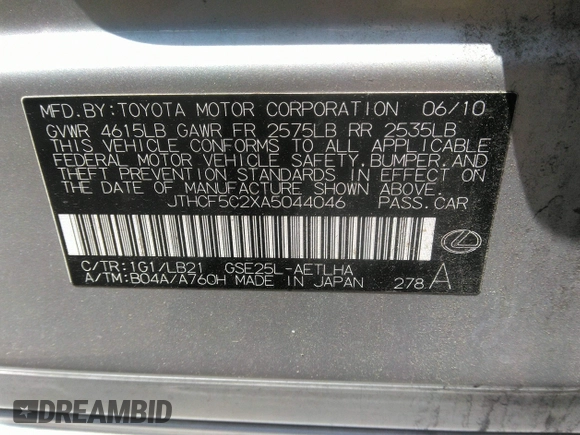 MFD.BY:TOYOTA MOTOR CORPORATION 06/10
GVWR 4615LB GAWR FR 2575LB RR 2535LB
THIS VEHICLE CONFORMS TO ALL APPLICABLE
FEDERAL MOTOR VEHICLE SAFETY,BUMPER,AND
THEFT PREVENTION STANDARDS IN EFFECT ON
THE DATE OF MANUFACTURE SHOWN ABOVE.
JTHCF5C2XA5044046 PASS.CAR
C/TR:1G1/LB21 GSE25L-AETLHA
A/TM:B04A/A760H MADE IN JAPAN 278 A
DREAMBID